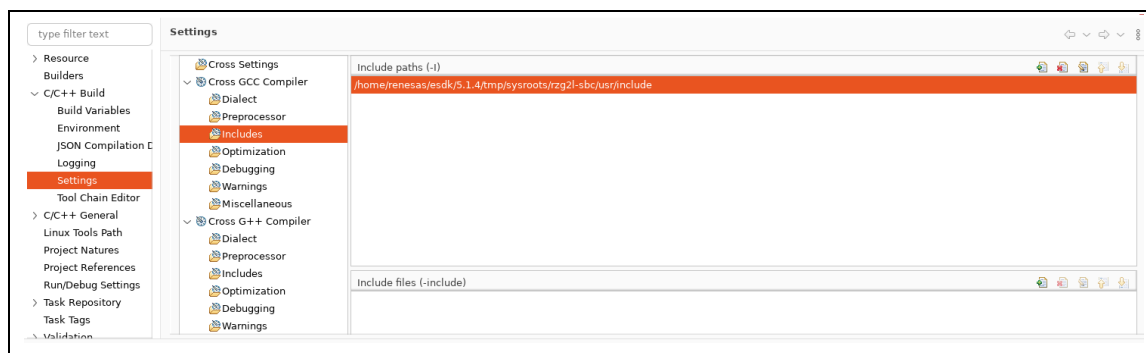 type filter text
Resource
Builders
C/C++ Build
Build Variables
Environment
JSON Compilation D
Logging
Settings
Tool Chain Editor
C/C++ General
Linux Tools Path
Project Natures
Project References
Run/Debug Settings
Task Repository
Task Tags
Validation
Settings
Cross Settings
Cross GCC Compiler
Dialect
Preprocessor
Includes
Optimization
Debugging
Warnings
Miscellaneous
Cross G++ Compiler
Dialect
Preprocessor
Includes
Optimization
Debugging
Warnings
Include paths (-I)
/home/renesas/esdk/5.1.4/tmp/sysroots/rzg2l-sbc/usr/include
Include files (-include)